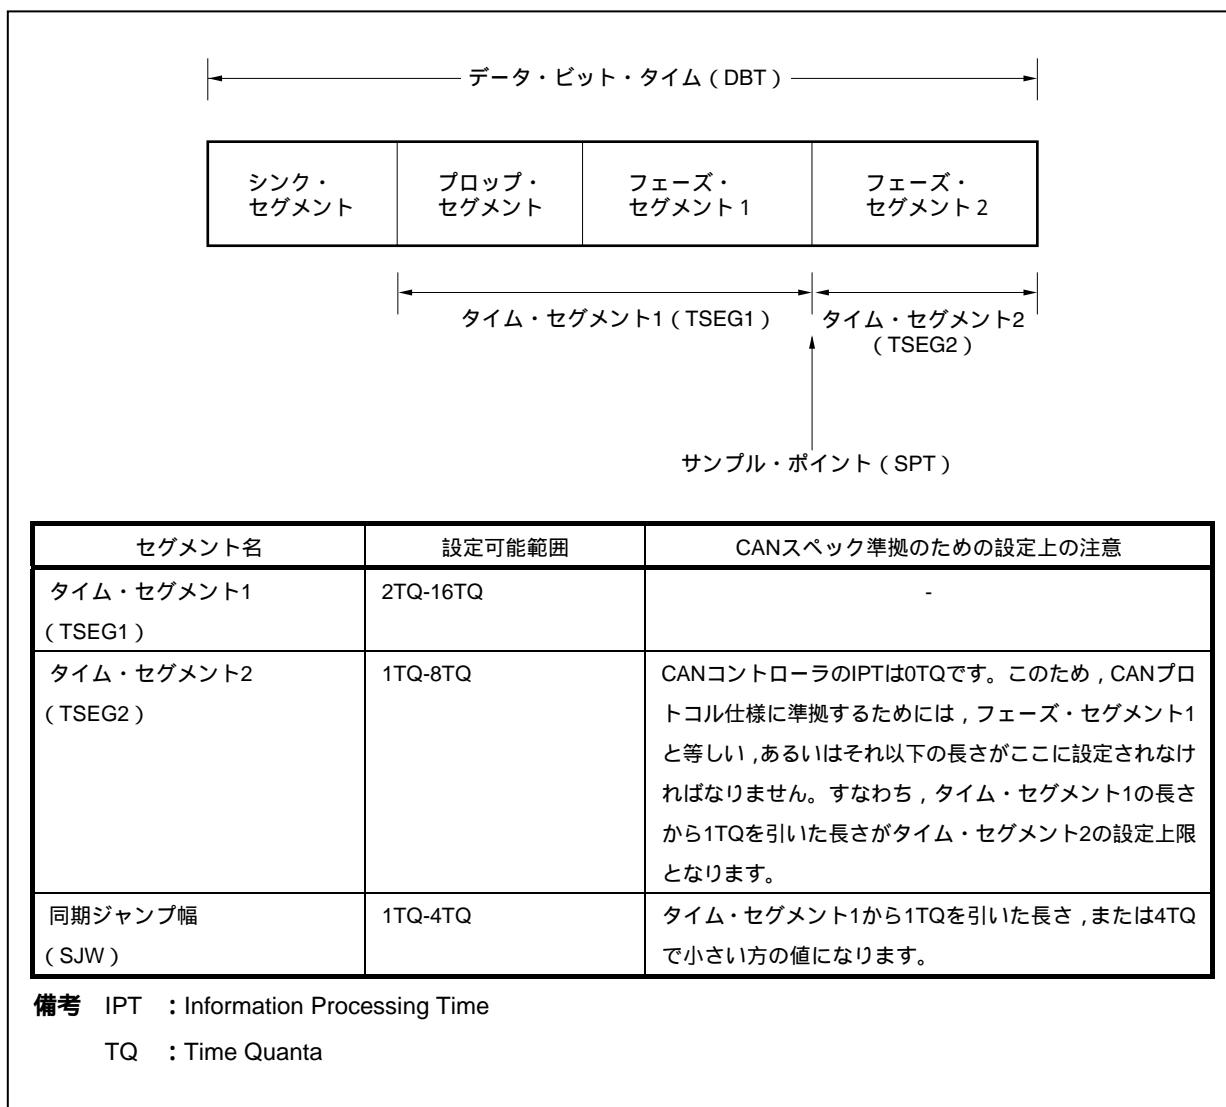 データ・ビット・タイム(DBT)
シンク・
セグメント
プロップ・
セグメント
フェーズ・
セグメント1
フェーズ・
セグメント2
タイム・セグメント1(TSEG1)
タイム・セグメント2
(TSEG2)
サンプル・ポイント(SPT)
セグメント名 設定可能範囲 CANスペック準拠のための設定上の注意
タイム・セグメント1
(TSEG1)
2TQ-16TQ
-
タイム・セグメント2
(TSEG2)
1TQ-8TQ
CANコントローラのIPTは0TQです。このため,CANプロ
トコル仕様に準拠するためには,フェーズ・セグメント1
と等しい,あるいはそれ以下の長さがここに設定されなけ
ればなりません。すなわち,タイム・セグメント1の長さ
から1TQを引いた長さがタイム・セグメント2の設定上限
となります。
同期ジャンプ幅
(SJW)
1TQ-4TQ
タイム・セグメント1から1TQを引いた長さ,または4TQ
で小さい方の値になります。
備考 IPT :Information Processing Time
TQ :Time Quanta